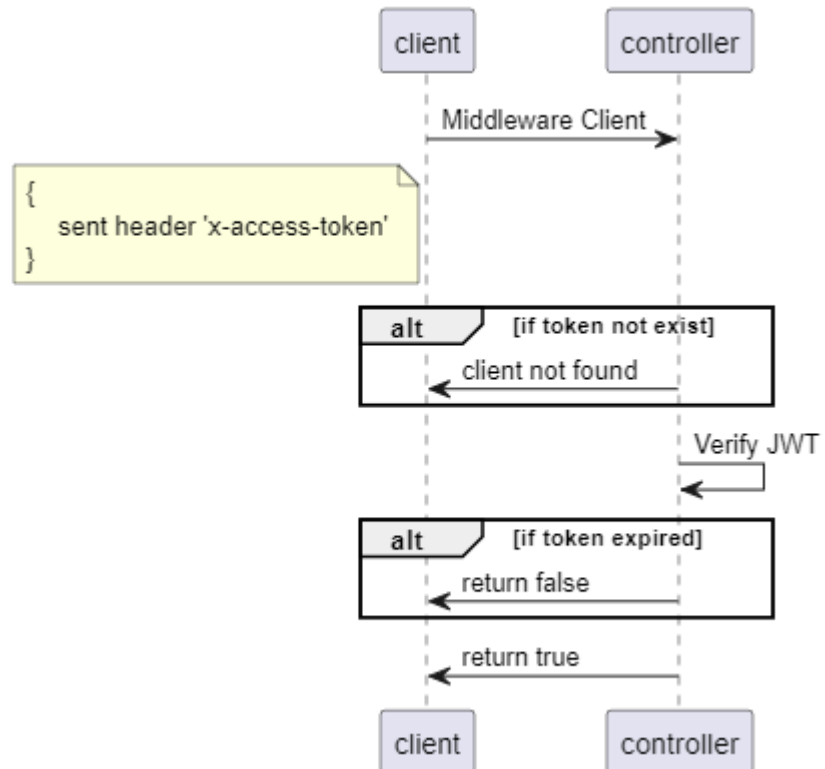 client
controller
Middleware Client
{
sent header 'x-access-token'
}
alt
[if token not exist]
client not found
Verify JWT
alt
[if token expired]
return false
return true
client
controller